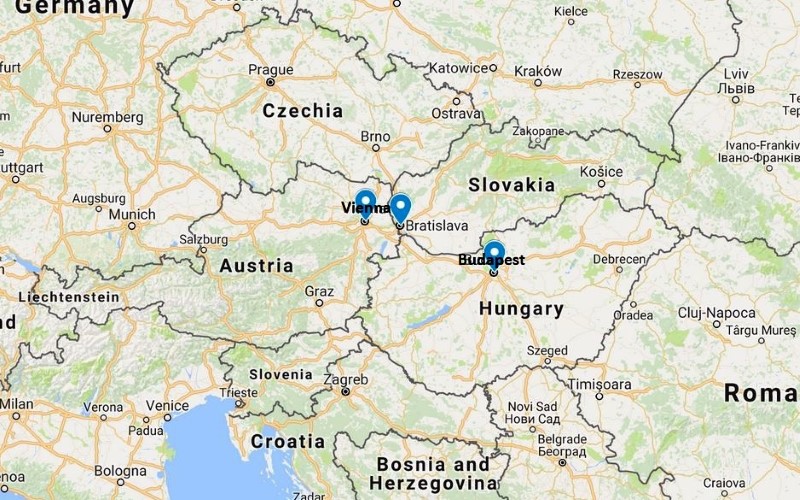 Germany
Kielce
Prague
Katowice
Kraków
Rzeszow
Lviv
Львів
furt
Czechia
Ostrava
Nuremberg
Brno
Zakopane
Ivano-Frankiv
Івано-Франків
Stuttgart
Košice
Slovakia
Augsburg
Munich
Vienna
Bratislava
Salzburg
Austria
Budapest
Debrecen
Liechtenstein
Graz
Hungary
Oradea
Cluj-Napoca
Târgu Mureș
nd
Szeged
Slovenia
Zagreb
Timișoara
Roma
Milan
Verona
Venice
Trieste
Padua
Novi Sad
Нови Сад
Croatia
Belgrade
Београд
Bologna
Bosnia and
Herzegovina
Craiova
enoa
Zadar